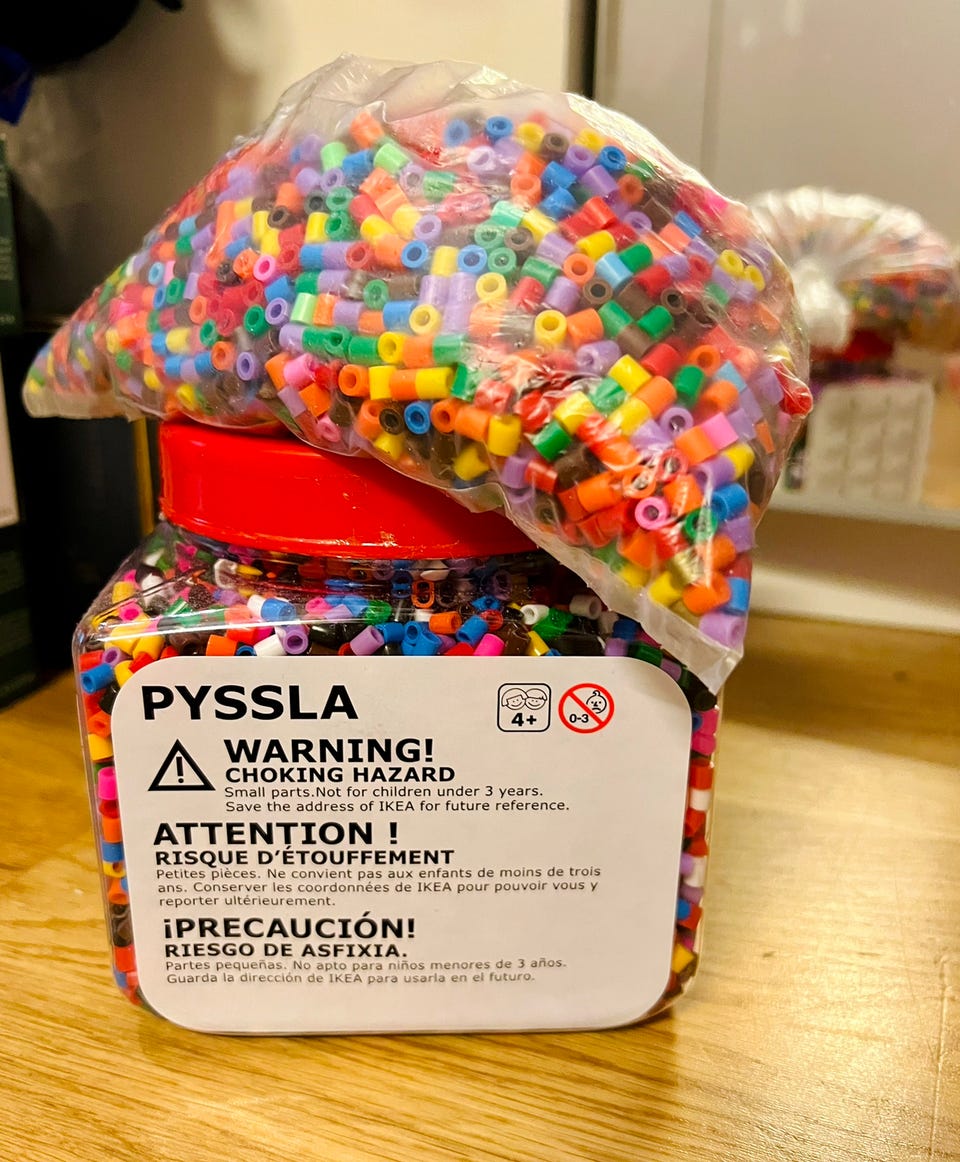 PYSSLA
4+
0-3
WARNING!
CHOKING HAZARD
Small parts.Not for children under 3 years.
Save the address of IKEA for future reference.
ATTENTION !
RISQUE D’ÉTOUFFEMENT
Petites pièces. Ne convient pas aux enfants de moins de trois
ans. Conserver les coordonnées de IKEA pour pouvoir vous y
reporter ultérieurement.
¡PRECAUCIÓN!
RIESGO DE ASFIXIA.
Partes pequeñas. No apto para niños menores de 3 años.
Guarda la dirección de IKEA para usarla en el futuro.